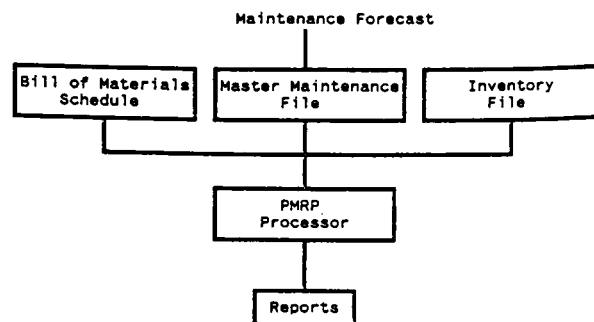 Maintenance Forecast
Bill of Materials
Schedule
Master Maintenance
File
Inventory
File
PMRP
Processor
Reports